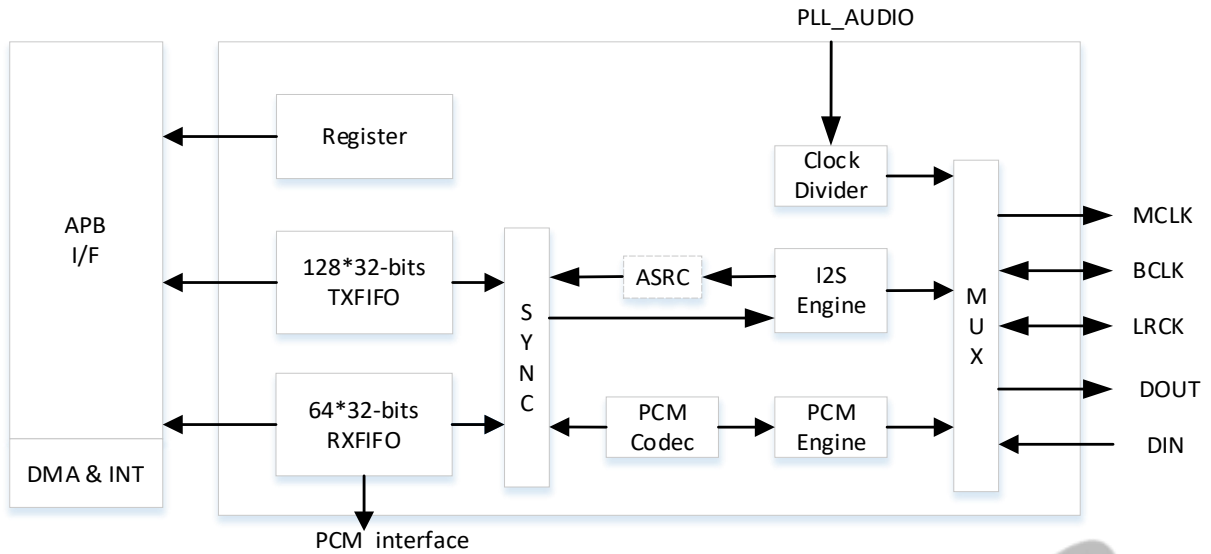 PLL_AUDIO
Register
Clock
Divider
APB
I/F
128*32-bits
TXFIFO
ASRC
I2S
Engine
S
Y
N
C
M
U
X
MCLK
BCLK
LRCK
DOUT
DIN
64*32-bits
RXFIFO
PCM
Codec
PCM
Engine
DMA & INT
PCM interface